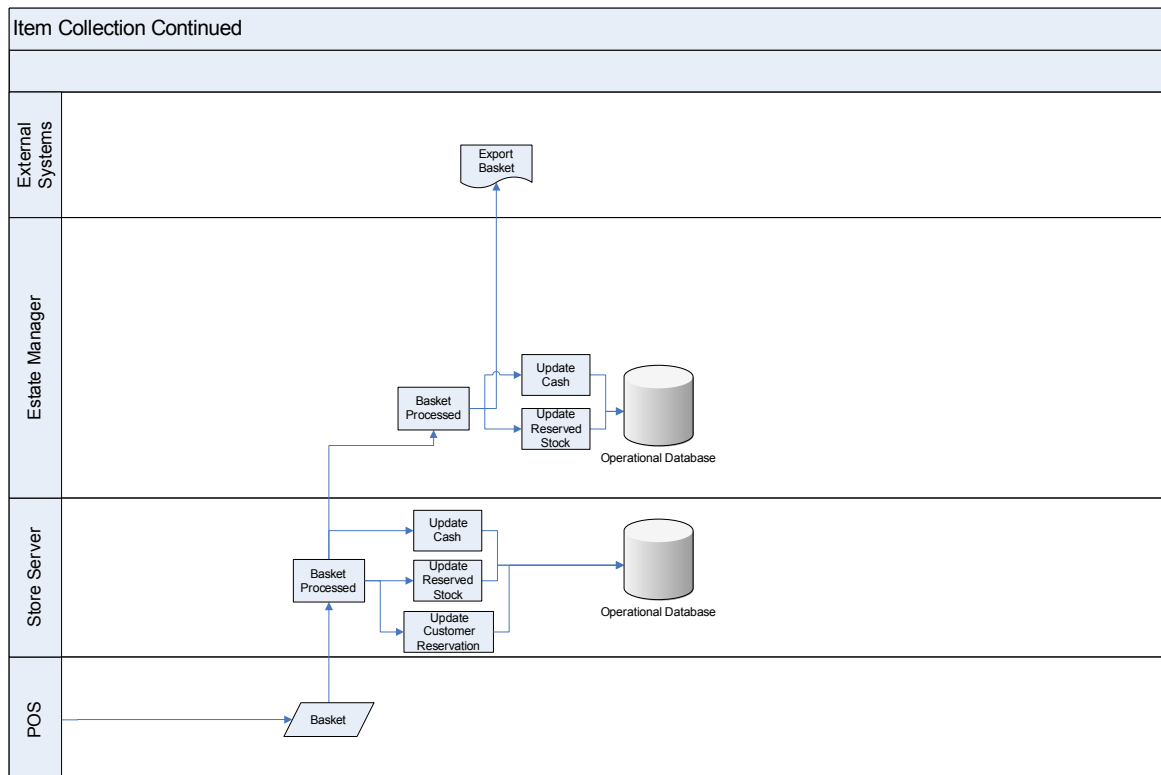 Item Collection Continued
External
Systems
Export
Basket
Estate Manager
Update
Cash
Basket
Processed
Update
Reserved
Stock
Operational Database
Store Server
Update
Cash
Basket
Processed
Update
Reserved
Stock
Update
Customer
Reservation
Operational Database
POS
Basket